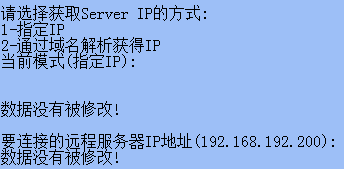 请选择获取Server IP的方式:
1-指定IP
2-通过域名解析获得IP
当前模式(指定IP):
数据没有被修改!
要连接的远程服务器IP地址(192.168.192.200):
数据没有被修改!